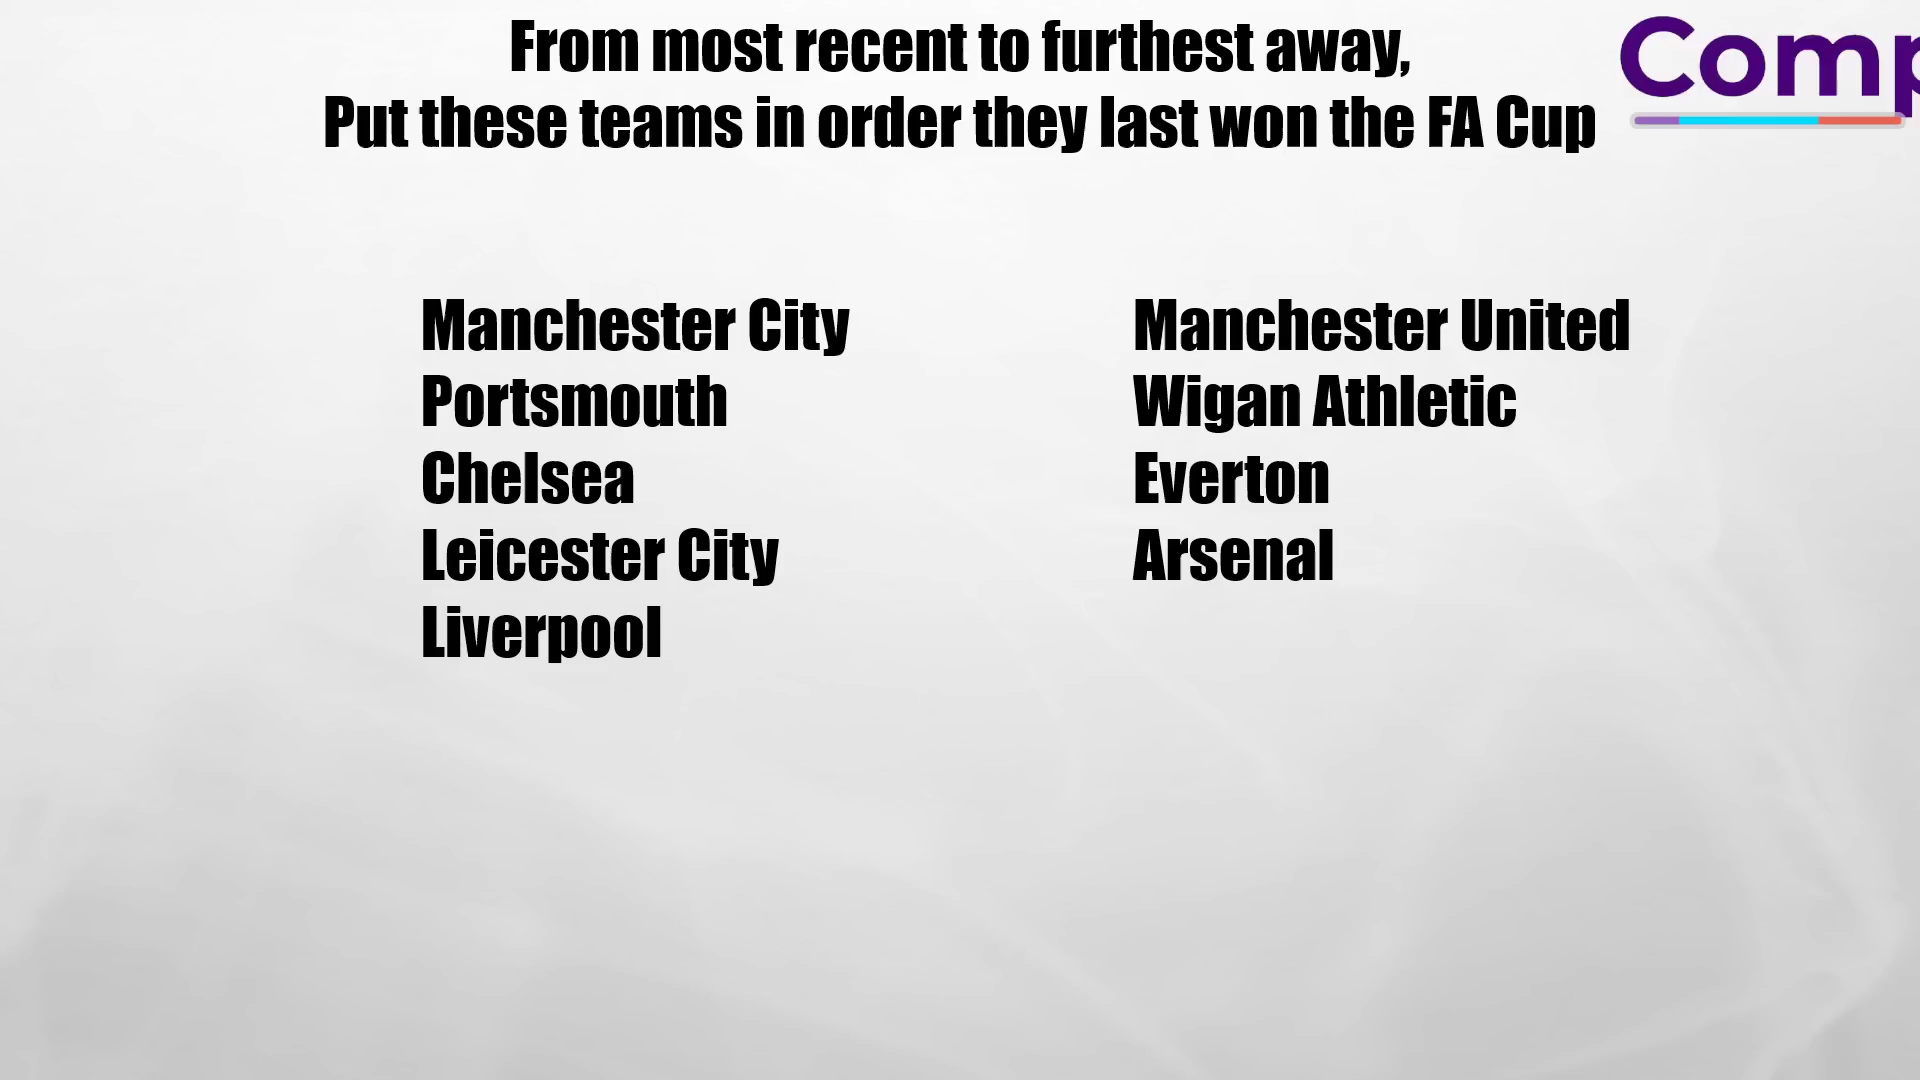 From most recent to furthest away,
Put these teams in order they last won the FA Cup
Comp
Manchester City
Portsmouth
Chelsea
Leicester City
Liverpool
Manchester United
Wigan Athletic
Everton
Arsenal